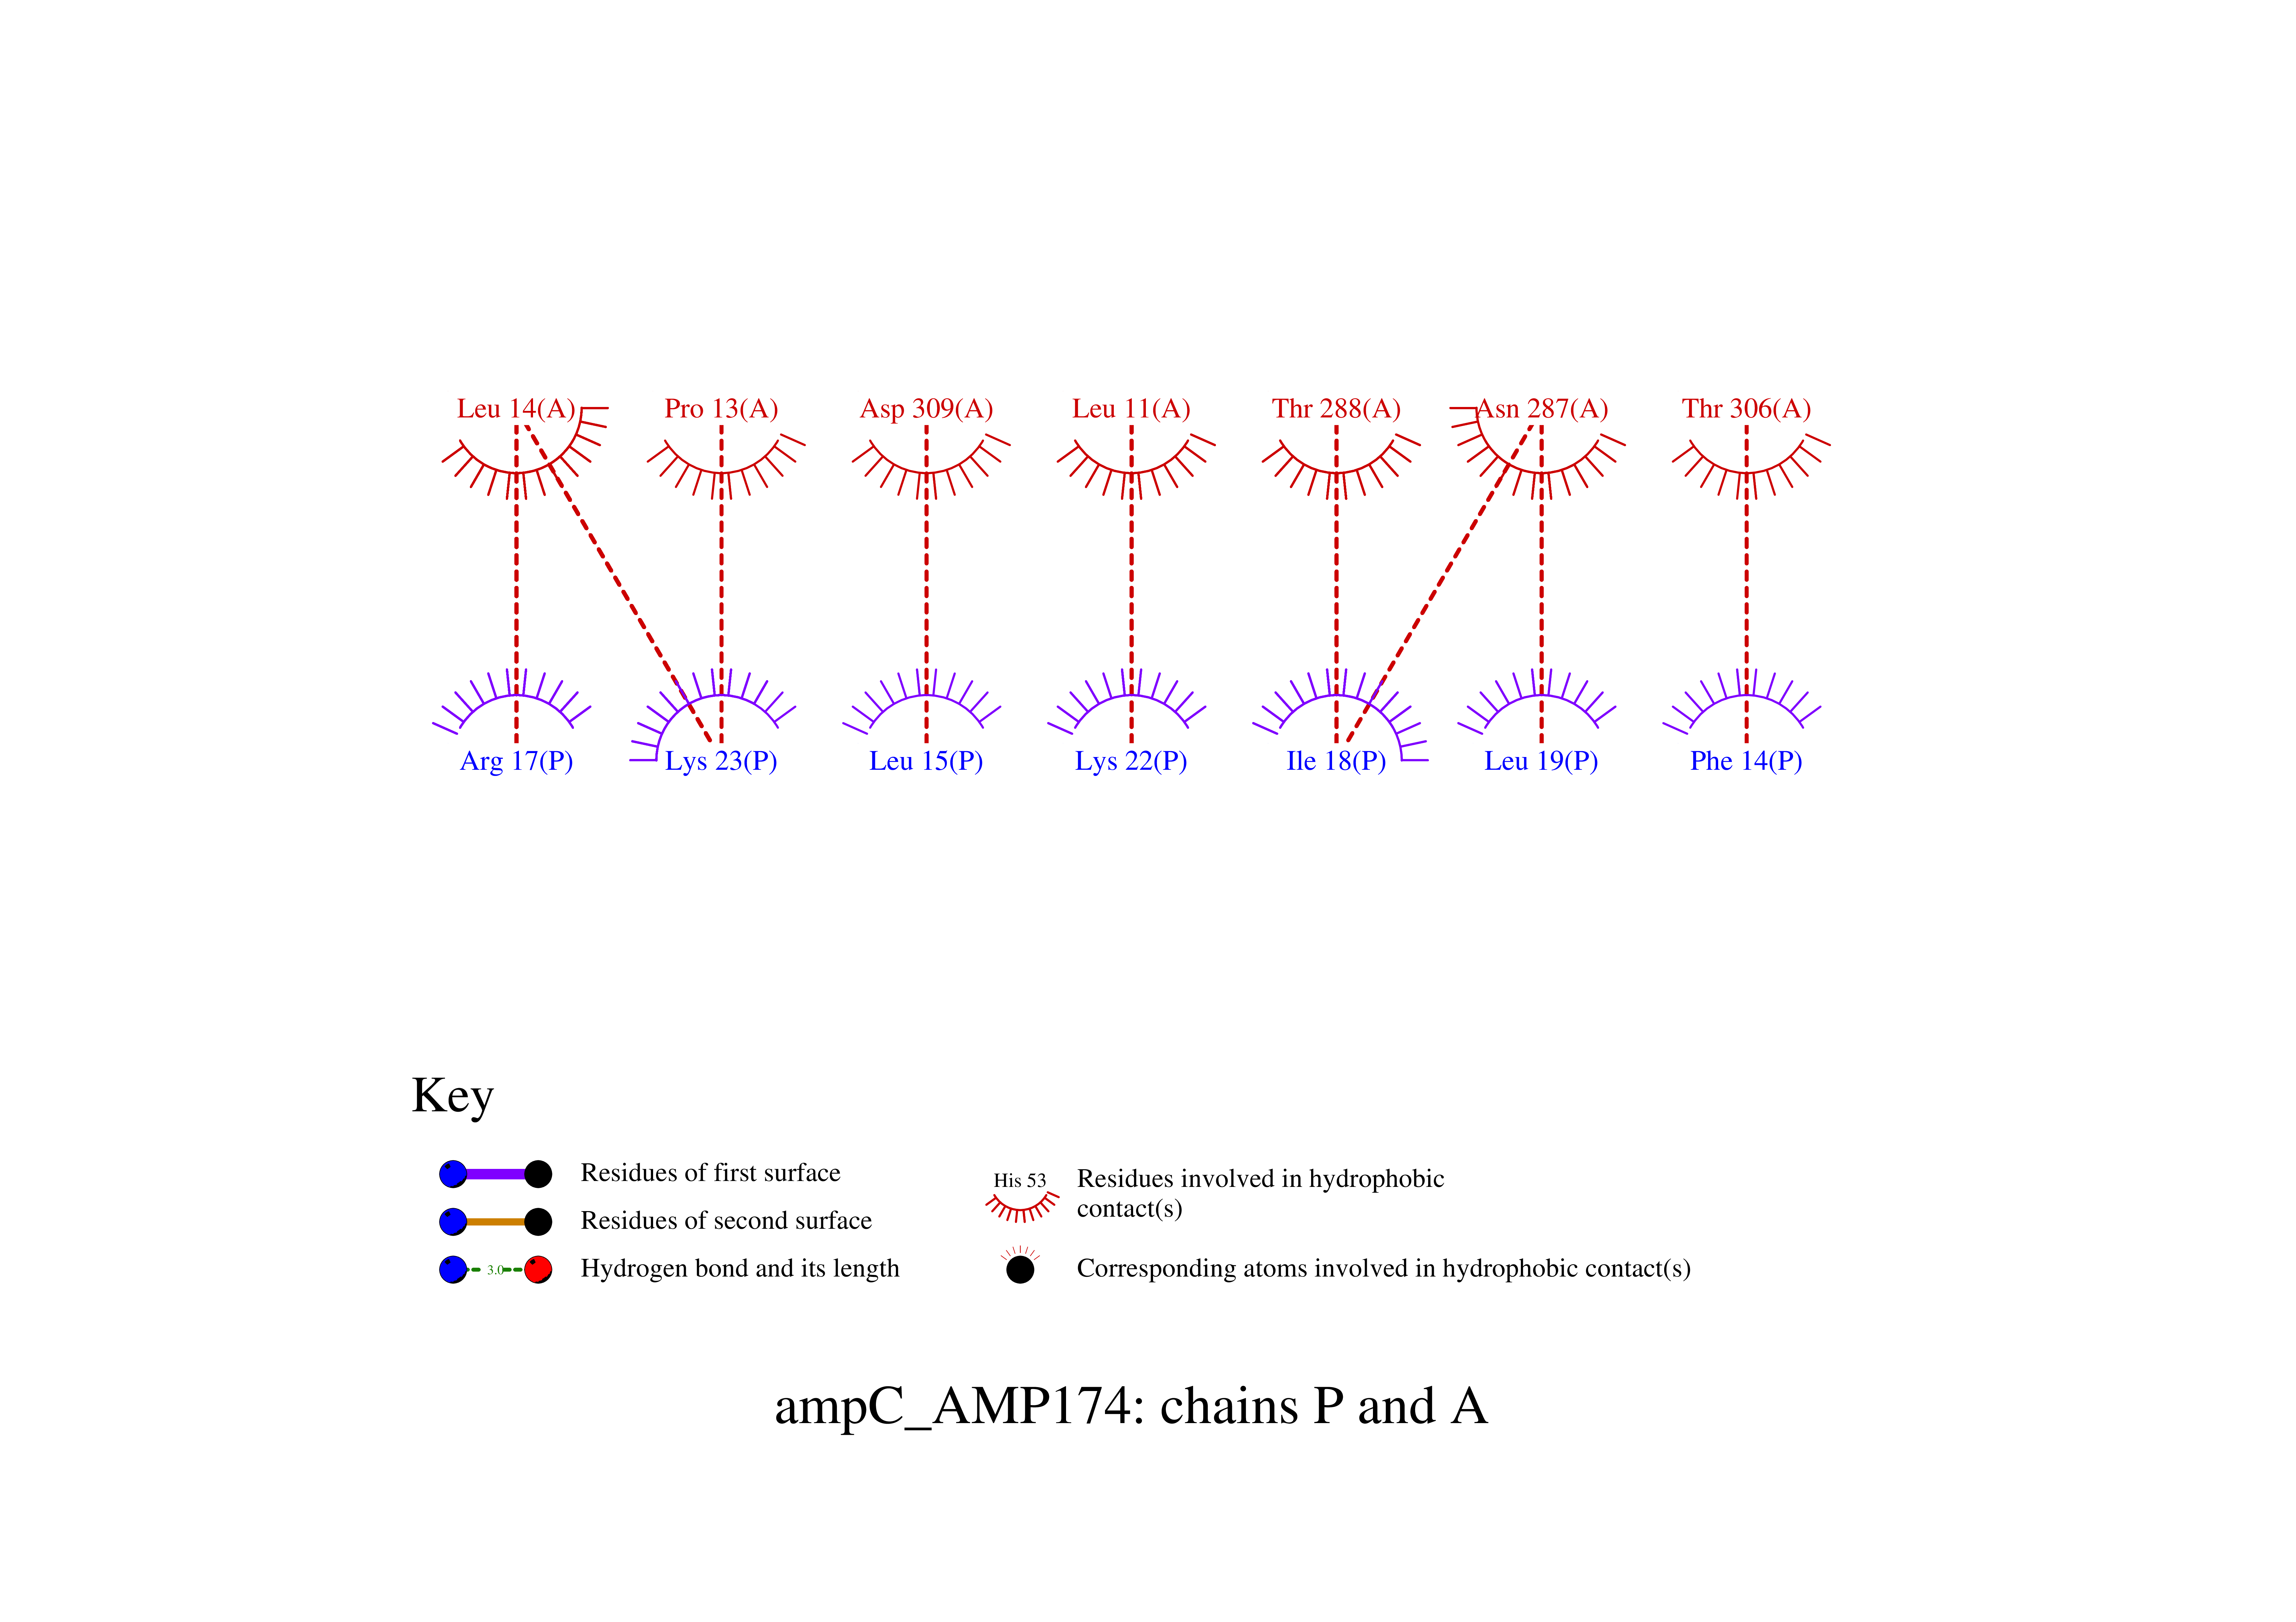 Leu 14(A) Pro 13(A) Asp 309(A) Leu 11(A) Thr 288(A) Asn 287(A) Thr 306(A)
Arg 17(P) Lys 23(P) Leu 15(P) Lys 22(P) Ile 18(P) Leu 19(P) Phe 14(P)
Key
Residues of first surface
Residues of second surface
3.0 Hydrogen bond and its length
His 53 Residues involved in hydrophobic
contact(s)
Corresponding atoms involved in hydrophobic contact(s)
ampC_AMP174: chains P and A